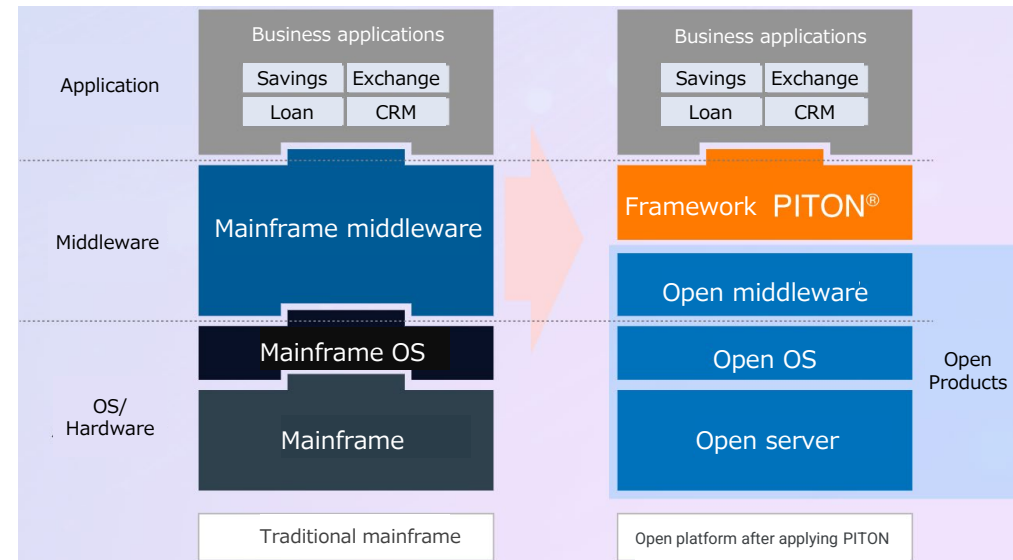 Application
Middleware
OS/
Hardware
Business applications
Savings Exchange
Loan CRM
Mainframe middleware
Mainframe OS
Mainframe
Traditional mainframe
Business applications
Savings Exchange
Loan CRM
Framework PITON®
Open middleware
Open OS
Open server
Open platform after applying PITON
Open
Products